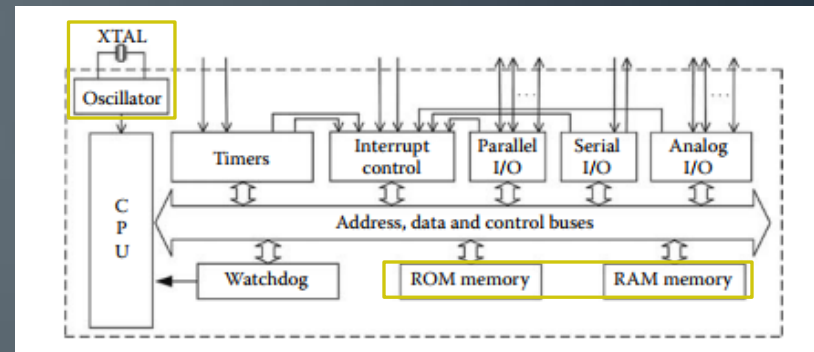 XTAL
Oscillator
Timers
Interrupt
control
Parallel
I/O
Serial
I/O
Analog
I/O
C
P
U
Address, data and control buses
Watchdog
ROM memory
RAM memory